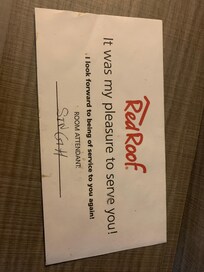 RedRoof
It was my pleasure to serve you!
I look forward to being of service to you again!
ROOM ATTENDANT: